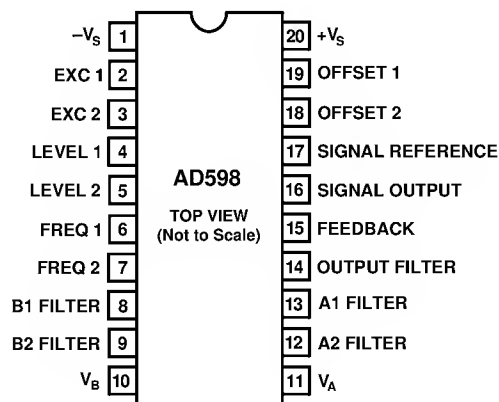 –VS 1 20 +VS
EXC 1 2 19 OFFSET 1
EXC 2 3 18 OFFSET 2
LEVEL 1 4 17 SIGNAL REFERENCE
LEVEL 2 5 16 SIGNAL OUTPUT
FREQ 1 6 15 FEEDBACK
FREQ 2 7 14 OUTPUT FILTER
B1 FILTER 8 13 A1 FILTER
B2 FILTER 9 12 A2 FILTER
VB 10 11 VA
AD598
TOP VIEW
(Not to Scale)